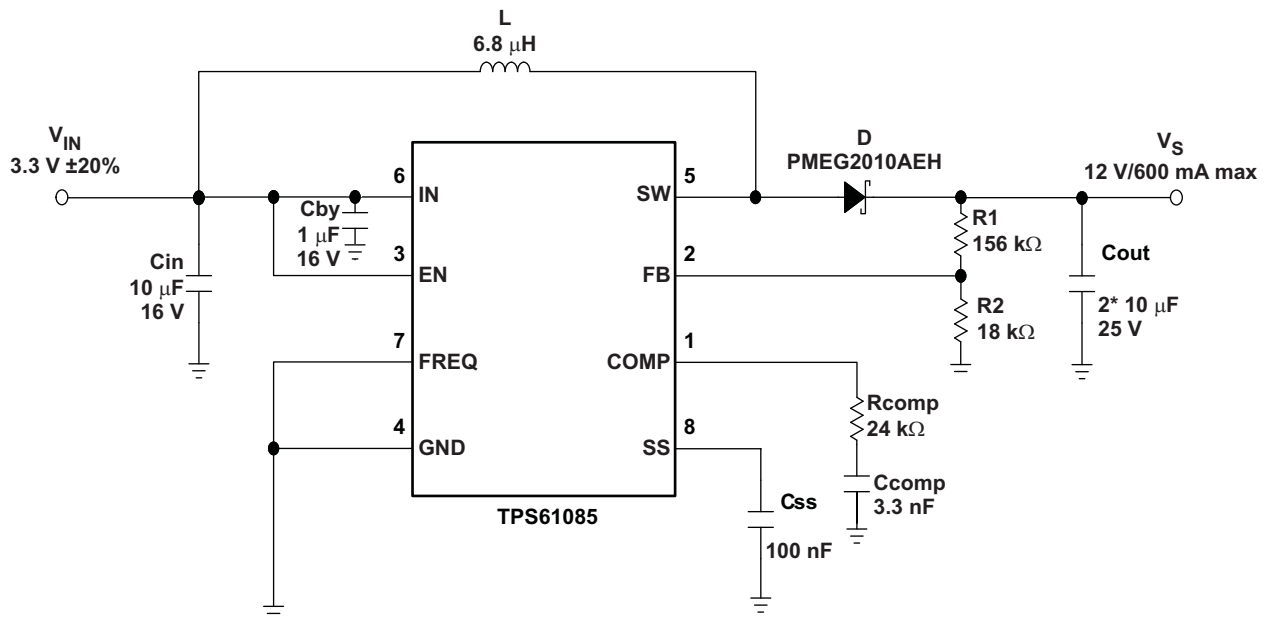 L
6.8 μH
VIN
3.3 V ±20%
D
PMEG2010AEH
VS
12 V/600 mA max
6
IN
SW
5
Cby
1 μF
16 V
R1
156 kΩ
Cin
10 μF
16 V
3
EN
FB
2
Cout
2* 10 μF
25 V
R2
18 kΩ
7
FREQ
COMP
1
Rcomp
24 kΩ
4
GND
SS
8
Ccomp
3.3 nF
Css
100 nF
TPS61085